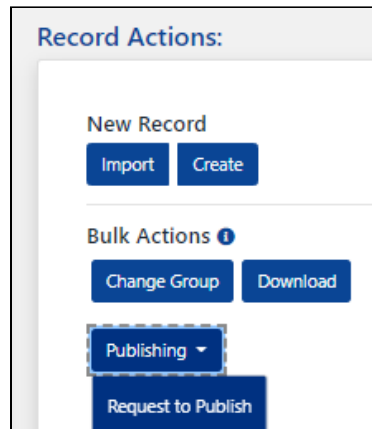 Record Actions:
New Record
Import Create
Bulk Actions
Change Group Download
Publishing
Request to Publish